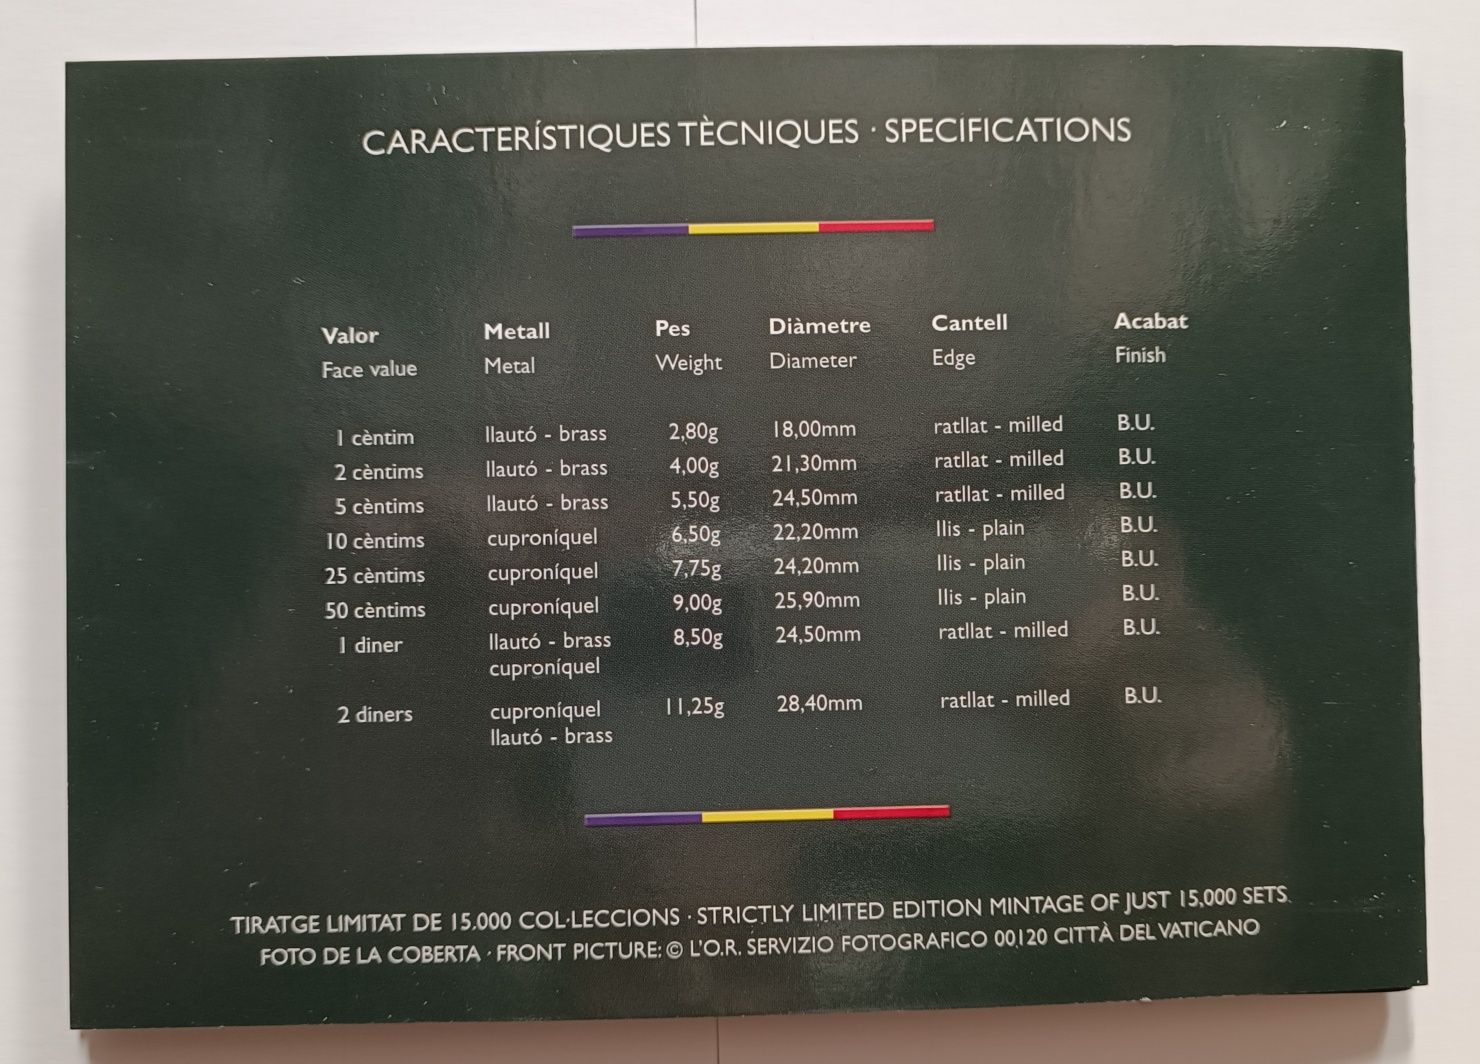 CARACTERÍSTIQUES TÈCNIQUES · SPECIFICATIONS
Valor Metall Pes Diàmetre Cantell Acabat
Face value Metal Weight Diameter Edge Finish
1 cèntim llautó - brass 2,80g 18,00mm ratllat - milled B.U.
2 cèntims llautó - brass 4,00g 21,30mm ratllat - milled B.U.
5 cèntims llautó - brass 5,50g 24,50mm ratllat - milled B.U.
10 cèntims cuproníquel 6,50g 22,20mm llis - plain B.U.
25 cèntims cuproníquel 7,75g 24,20mm llis - plain B.U.
50 cèntims cuproníquel 9,00g 25,90mm llis - plain B.U.
1 diner llautó - brass 8,50g 24,50mm ratllat - milled B.U.
cuproníquel
2 diners cuproníquel 11,25g 28,40mm ratllat - milled B.U.
llautó - brass
TIRATGE LIMITAT DE 15.000 COL·LECCIONS · STRICTLY LIMITED EDITION MINTAGE OF JUST 15,000 SETS.
FOTO DE LA COBERTA · FRONT PICTURE: © L'O.R. SERVIZIO FOTOGRAFICO 00120 CITTÀ DEL VATICANO